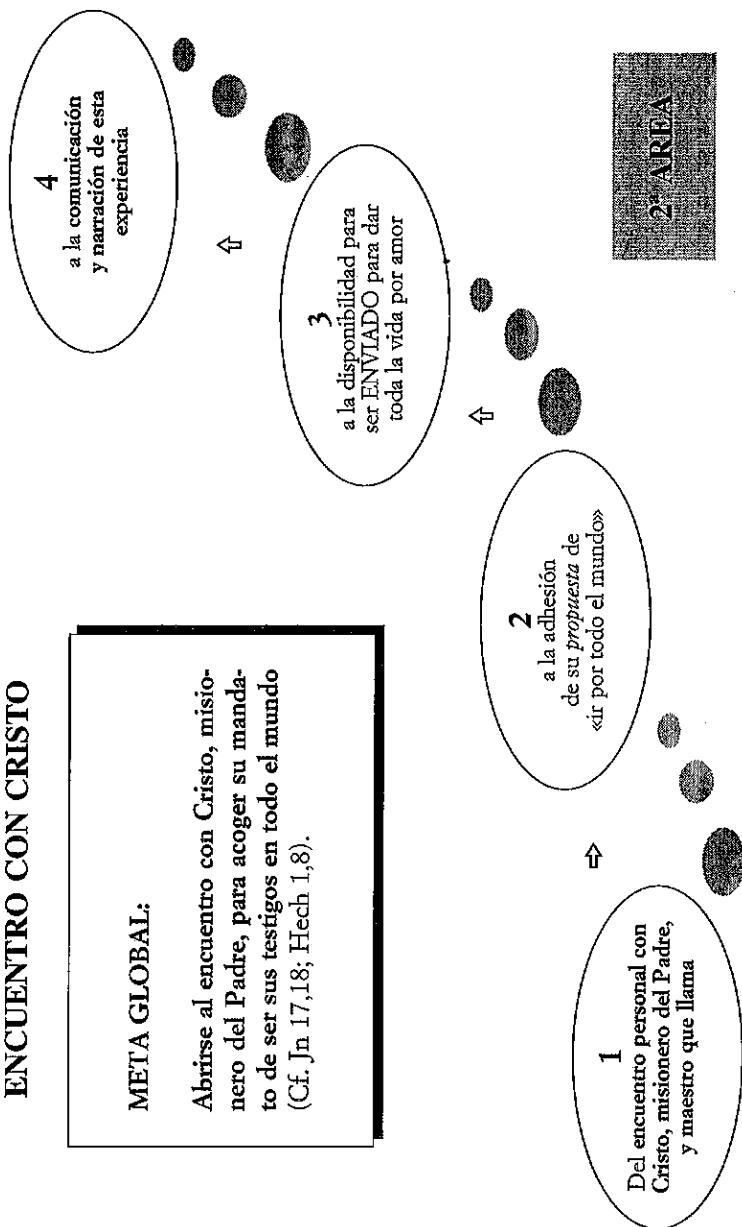 ENCUENTRO CON CRISTO
META GLOBAL:
Abrirse al encuentro con Cristo, misio-
nero del Padre, para acoger su manda-
to de ser sus testigos en todo el mundo
(Cf. Jn 17,18; Hech 1,8).
1
Del encuentro personal con
Cristo, misionero del Padre,
y maestro que llama
2
a la adhesión
de su propuesta de
«ir por todo el mundo»
3
a la disponibilidad para
ser ENVIADO para dar
toda la vida por amor
4
a la comunicación
y narración de esta
experiencia
2ª AREA